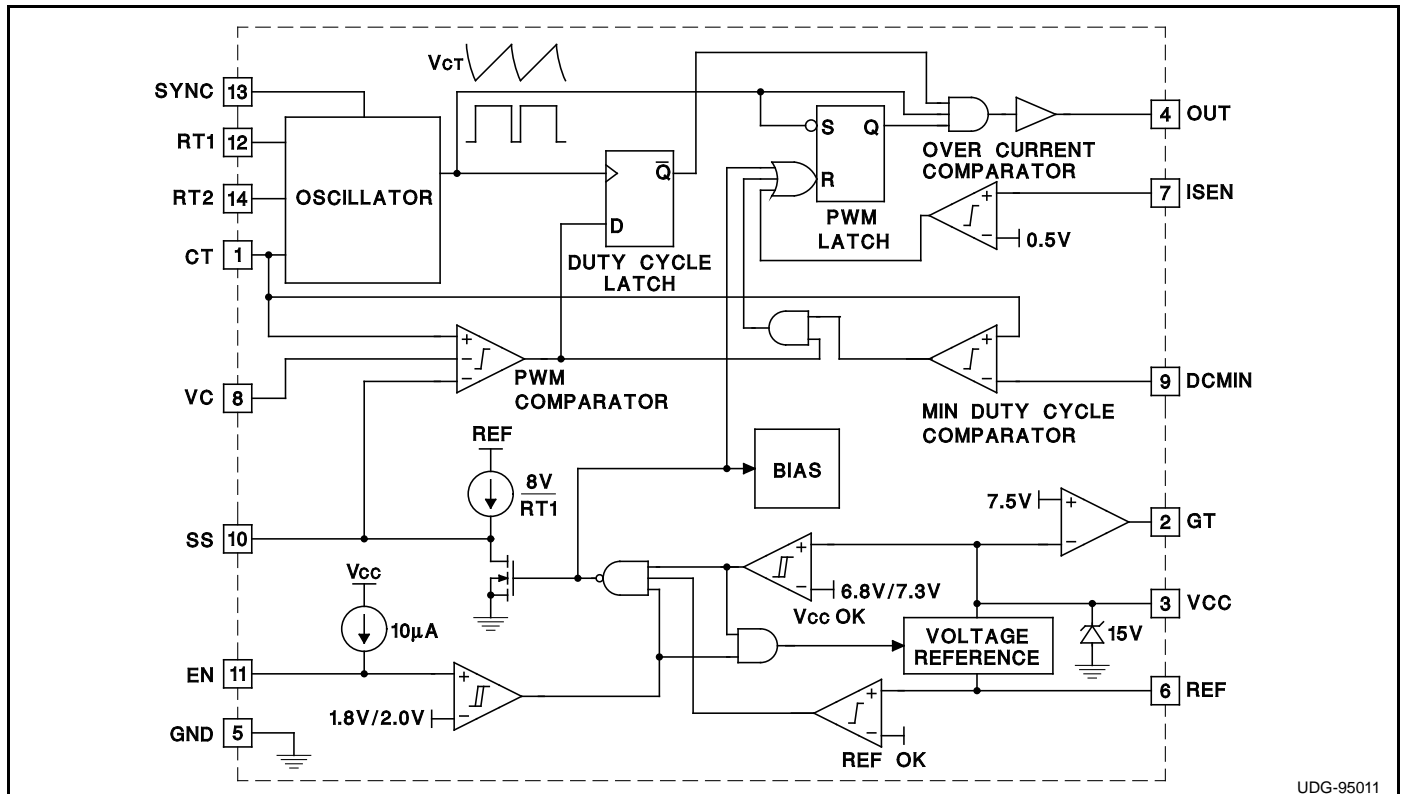 VCT
SYNC 13
RT1 12
RT2 14
CT 1
OSCILLATOR
Q
D
DUTY CYCLE
LATCH
S Q
R
PWM
LATCH
4 OUT
OVER CURRENT
COMPARATOR
7 ISEN
+
−
0.5V
VC 8
+
−
−
PWM
COMPARATOR
+
−
9 DCMIN
MIN DUTY CYCLE
COMPARATOR
REF
8V
RT1
BIAS
SS 10
7.5V
+
−
2 GT
VCC
10µA
+
−
6.8V/7.3V
VCC OK
3 VCC
15V
VOLTAGE
REFERENCE
EN 11
+
−
1.8V/2.0V
6 REF
+
−
REF OK
GND 5
UDG-95011